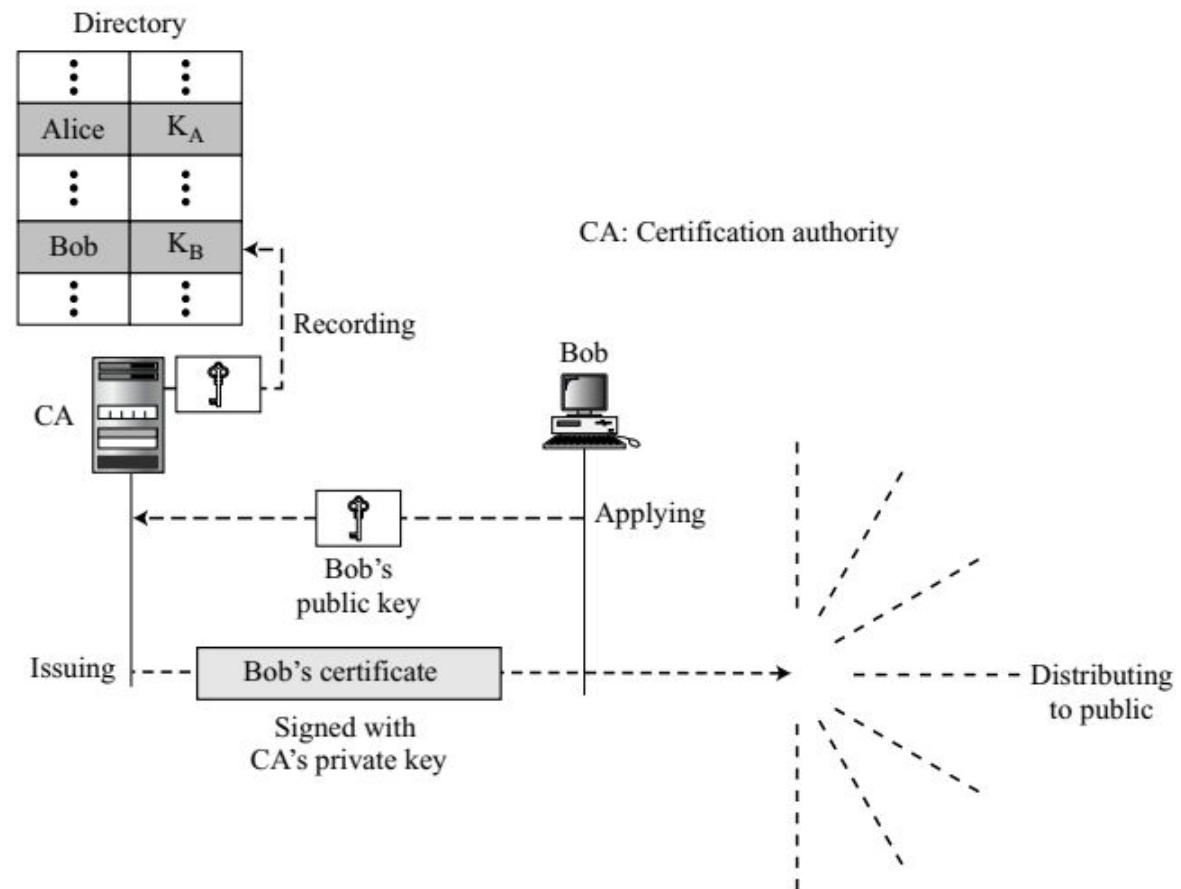 Directory
Alice K_A
Bob K_B
CA: Certification authority
Recording
Bob
CA
Applying
Bob's
public key
Issuing
Bob's certificate
Distributing
to public
Signed with
CA's private key